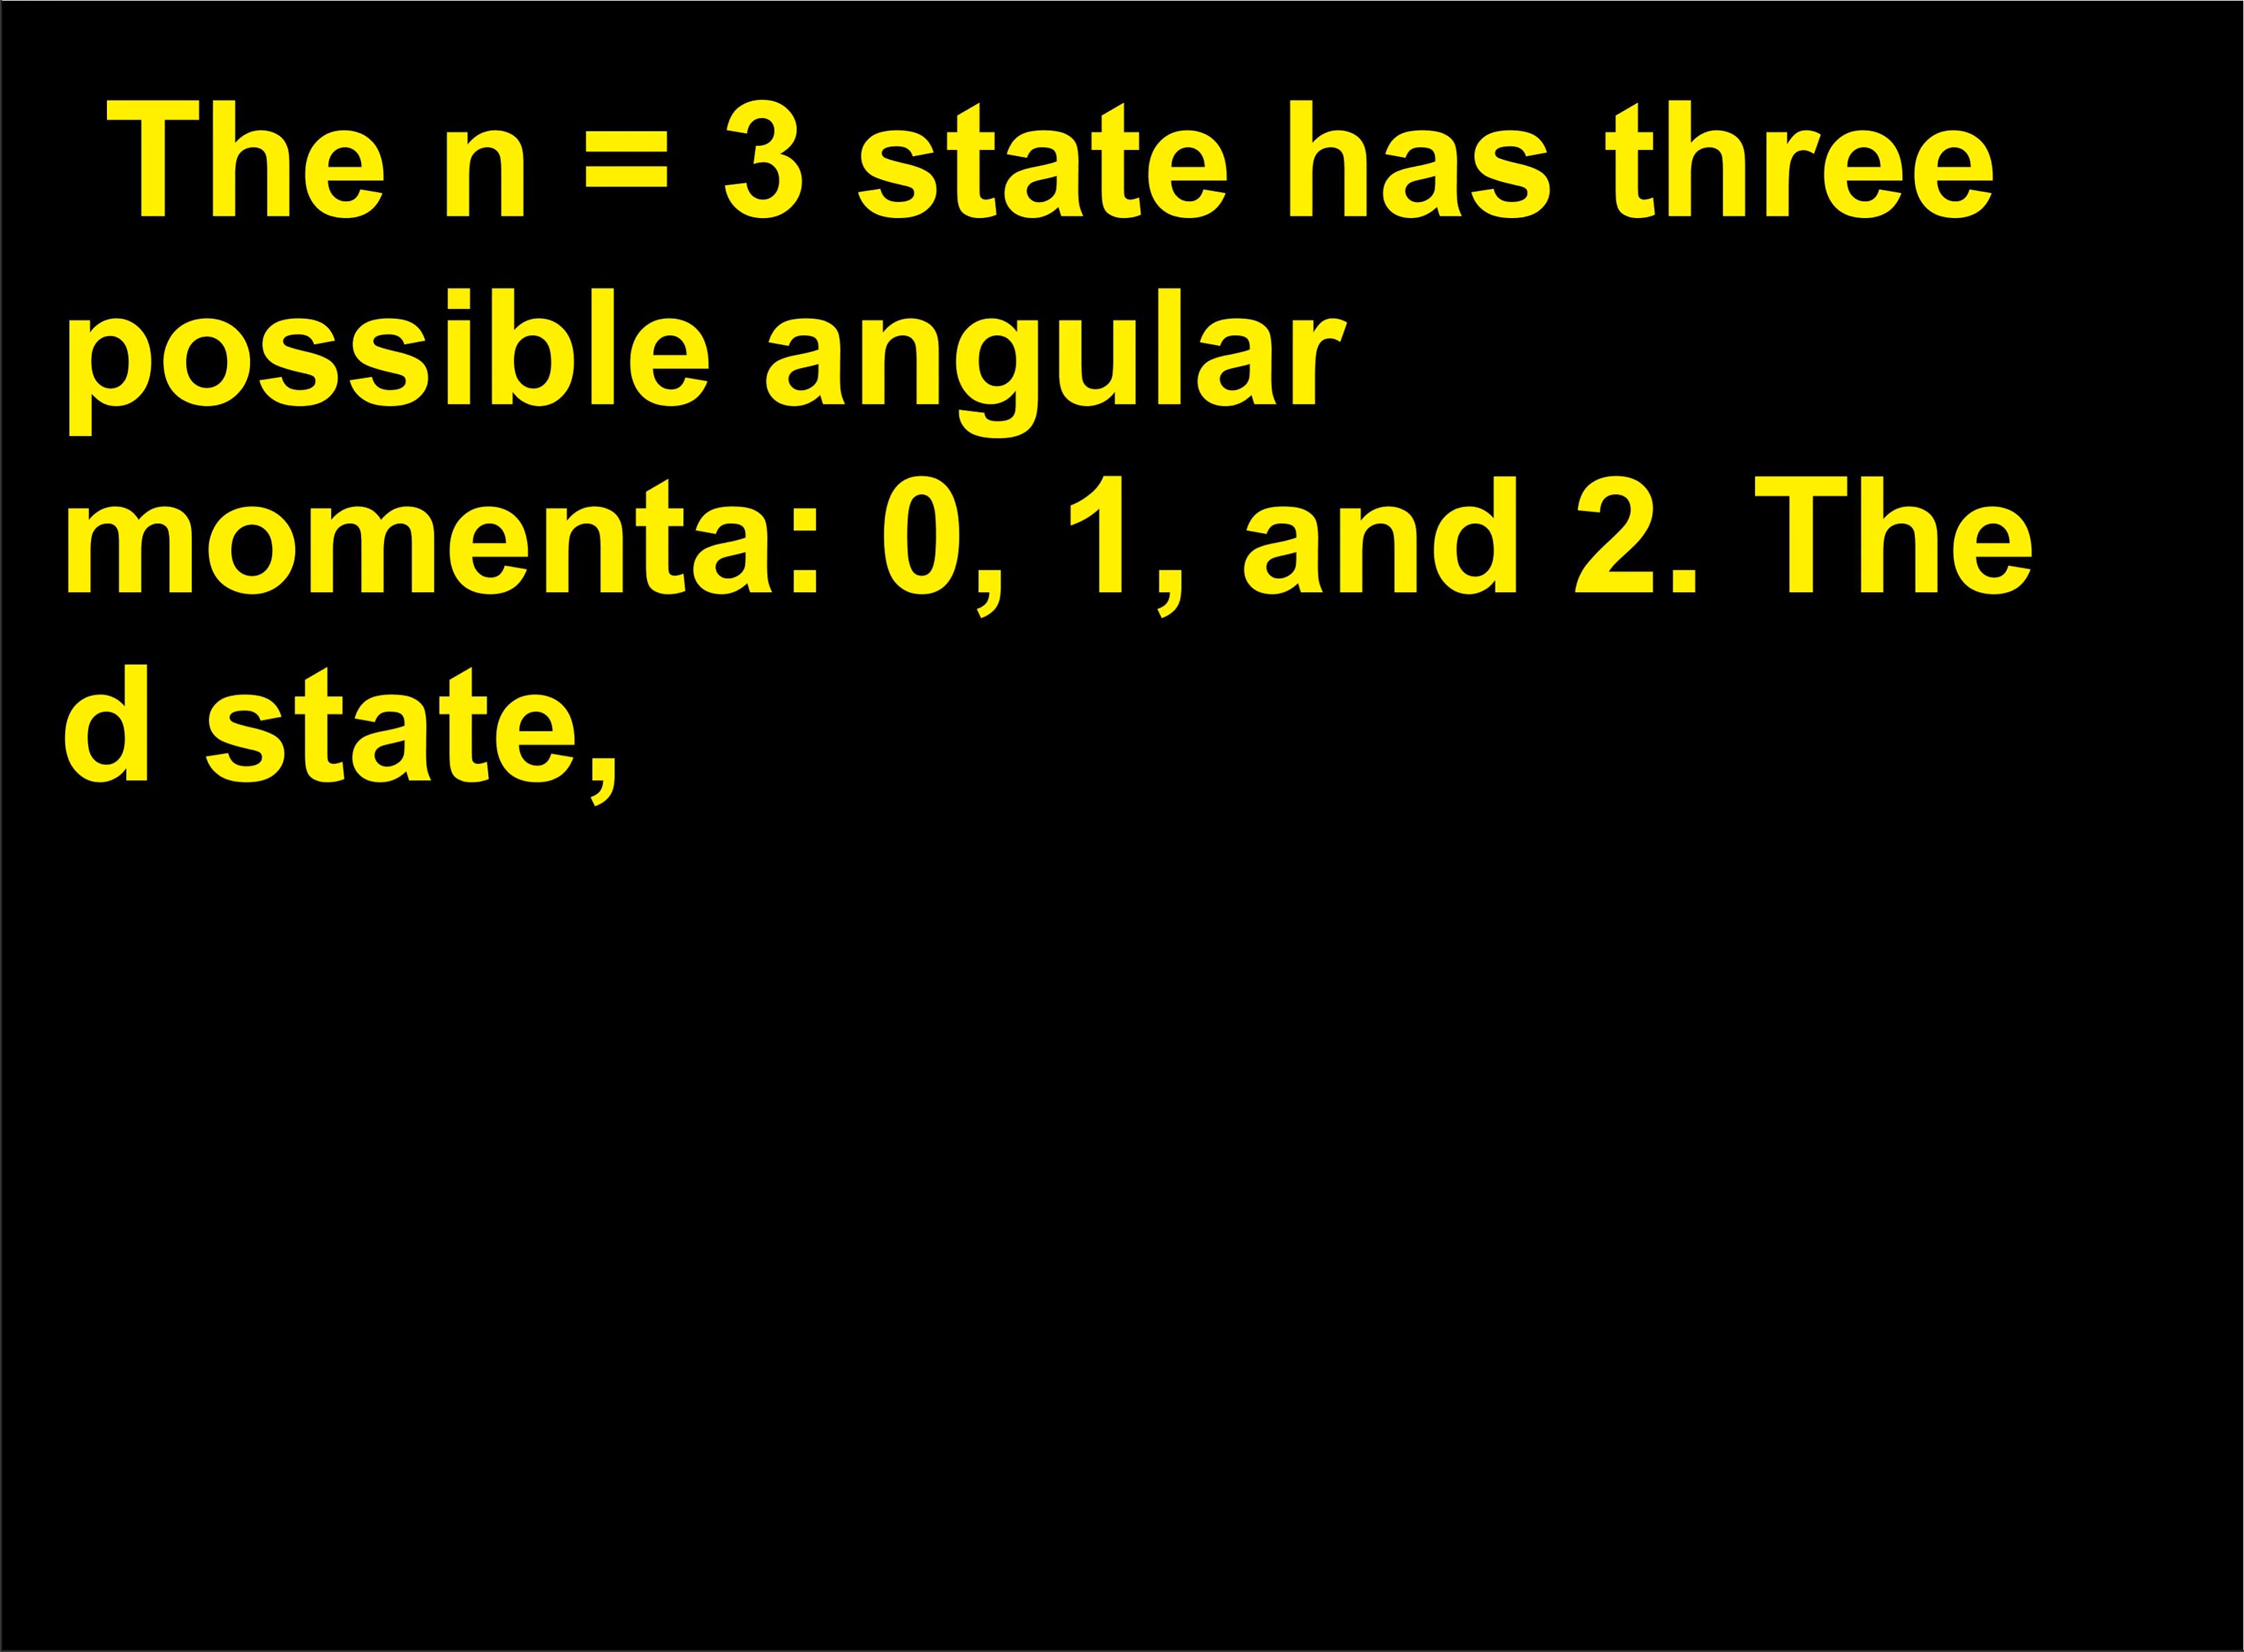 The n = 3 state has three
possible angular
momenta: 0, 1, and 2. The
d state,